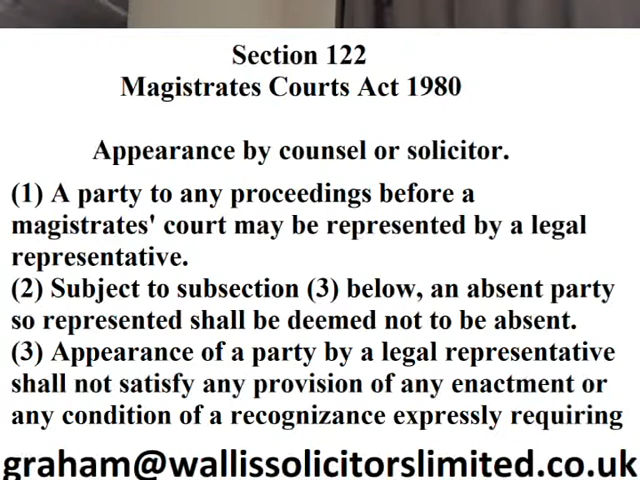 Section 122
Magistrates Courts Act 1980
Appearance by counsel or solicitor.
(1) A party to any proceedings before a
magistrates' court may be represented by a legal
representative.
(2) Subject to subsection (3) below, an absent party
so represented shall be deemed not to be absent.
(3) Appearance of a party by a legal representative
shall not satisfy any provision of any enactment or
any condition of a recognizance expressly requiring
graham@wallissolicitorslimited.co.uk